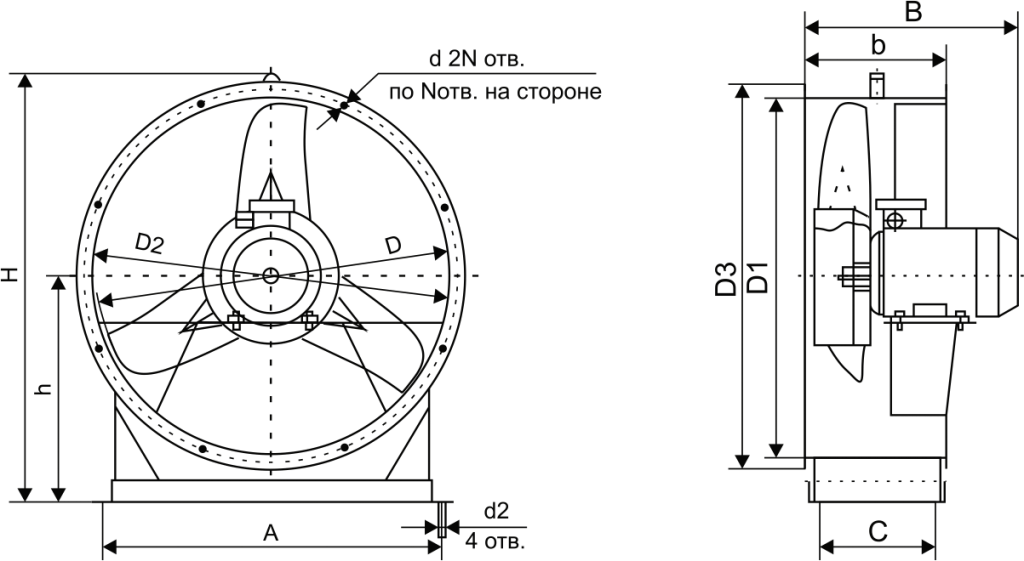 d 2N отв.
по Nотв. на стороне
H
h
D2
D
A
d2
4 отв.
B
b
D3
D1
C